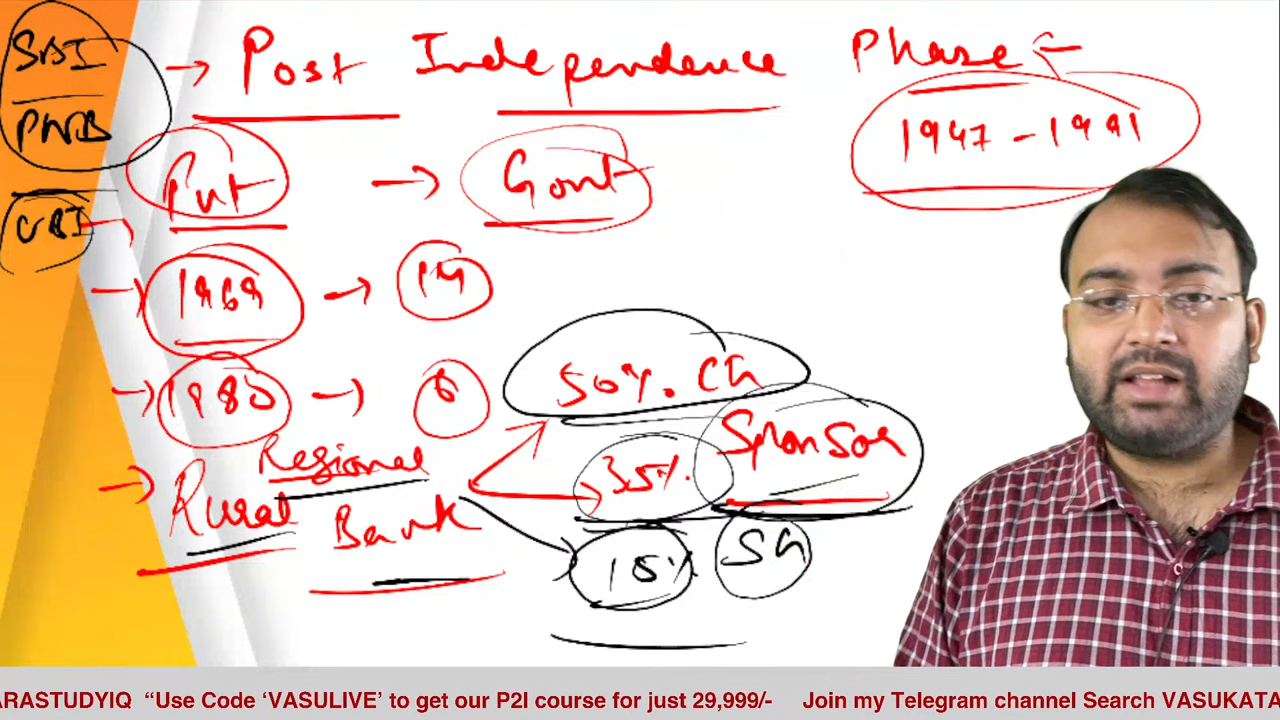 SBI
PNB
UBI
→ Post Independence Phase ←
1947 - 1991
Pvt → Govt
→ 1969 → 14
→ 1980 → 6
→ Regional
Rural Bank
50%. CG
35%. Sponsor
15% SG
ARASTUDYIQ “Use Code ‘VASULIVE’ to get our P2I course for just 29,999/- Join my Telegram channel Search VASUKATA